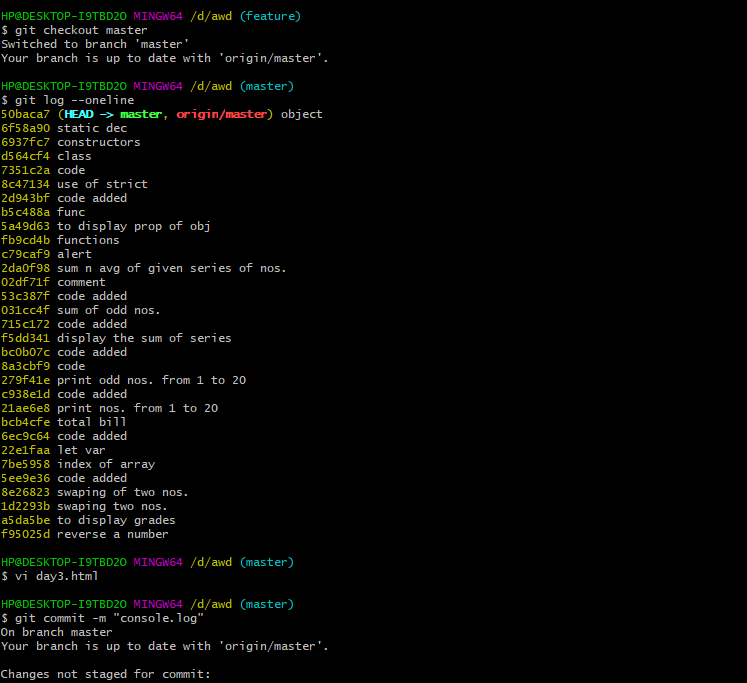 HP@DESKTOP-I9TBD2O MINGW64 /d/awd (feature)
$ git checkout master
Switched to branch 'master'
Your branch is up to date with 'origin/master'.
HP@DESKTOP-I9TBD2O MINGW64 /d/awd (master)
$ git log --oneline
50baca7 (HEAD -> master, origin/master) object
6f58a90 static dec
6937fc7 constructors
d564cf4 class
7351c2a code
8c47134 use of strict
2d943bf code added
b5c488a func
5a49d63 to display prop of obj
fb9cd4b functions
c79caf9 alert
2da0f98 sum n avg of given series of nos.
02df71f comment
53c387f code added
031cc4f sum of odd nos.
715c172 code added
f5dd341 display the sum of series
bc0b07c code added
8a3cbf9 code
279f41e print odd nos. from 1 to 20
c938e1d code added
21ae6e8 print nos. from 1 to 20
bcb4cfe total bill
6ec9c64 code added
22e1faa let var
7be5958 index of array
5ee9e36 code added
8e26823 swaping of two nos.
1d2293b swaping two nos.
a5da5be to display grades
f95025d reverse a number
HP@DESKTOP-I9TBD2O MINGW64 /d/awd (master)
$ vi day3.html
HP@DESKTOP-I9TBD2O MINGW64 /d/awd (master)
$ git commit -m "console.log"
On branch master
Your branch is up to date with 'origin/master'.
Changes not staged for commit: